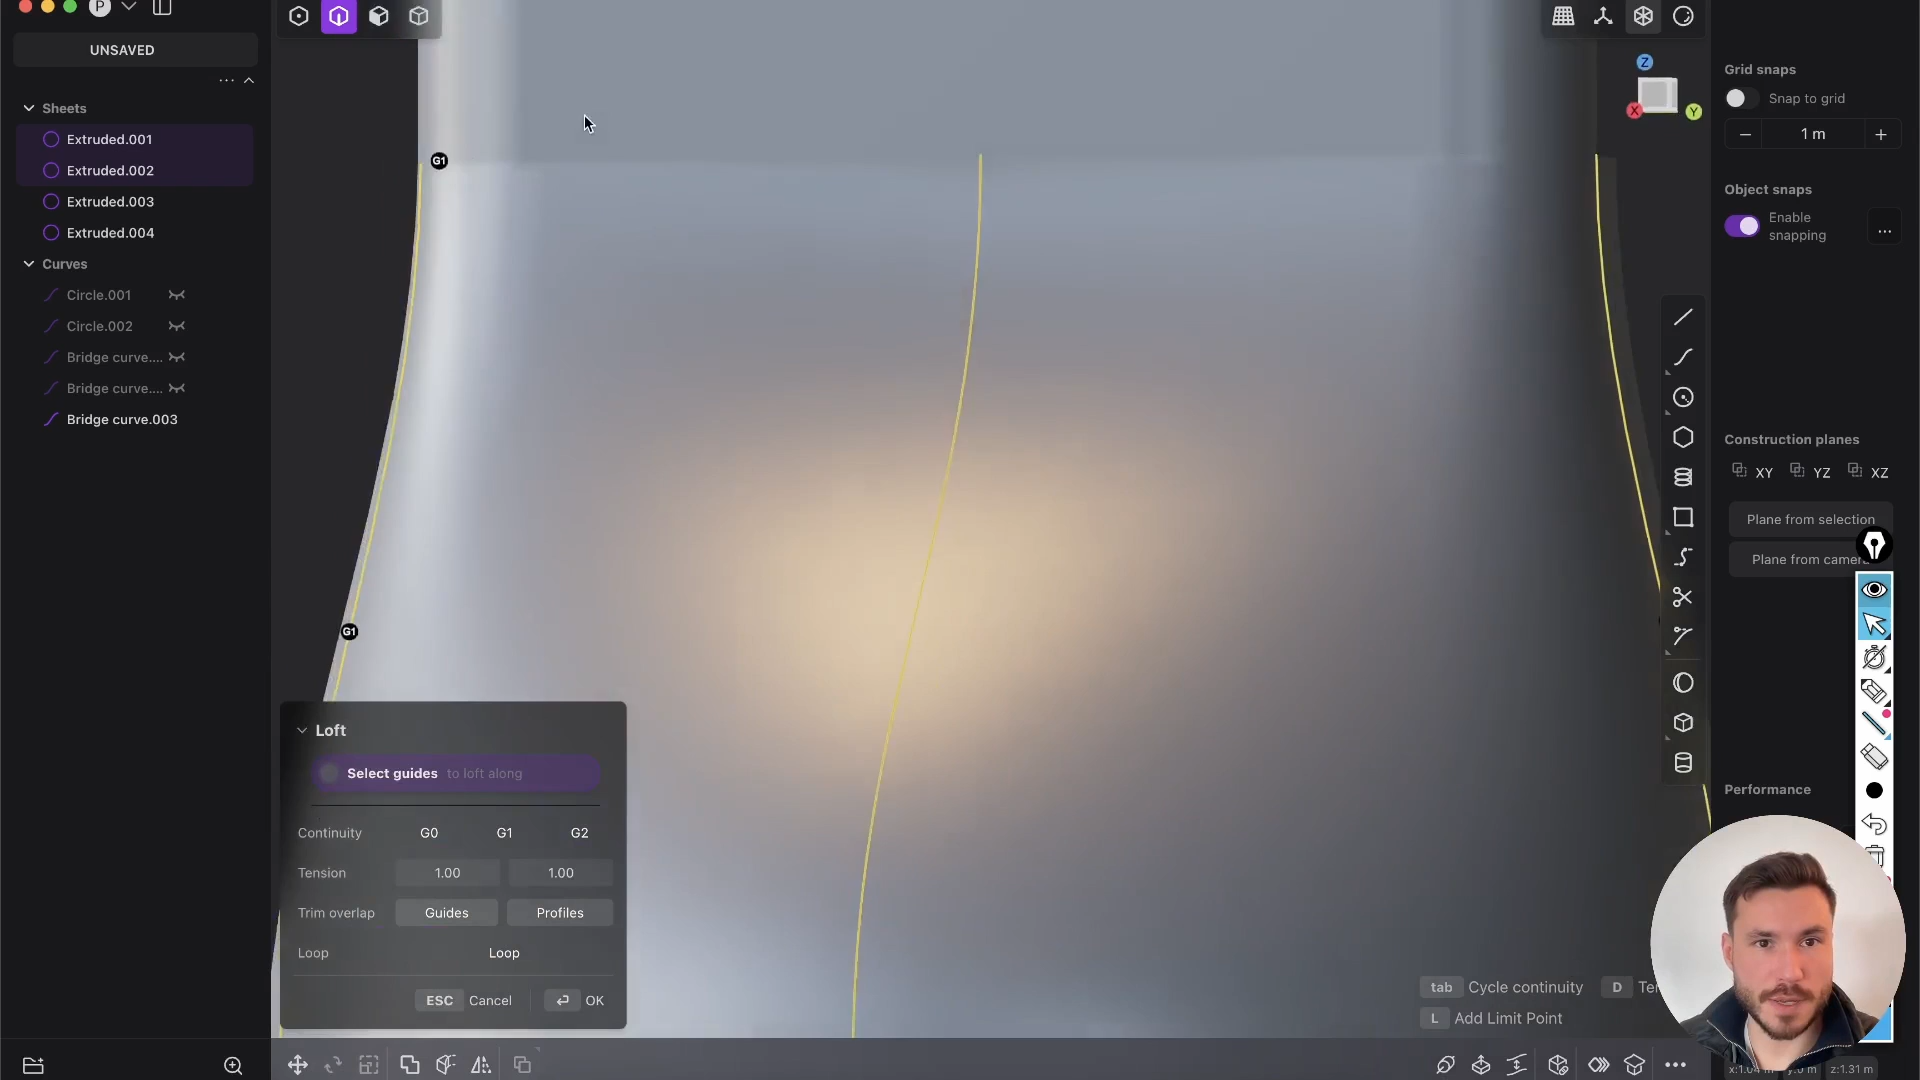 P
UNSAVED
Sheets
Extruded.001
Extruded.002
Extruded.003
Extruded.004
Curves
Circle.001
Circle.002
Bridge curve....
Bridge curve....
Bridge curve.003
G1
G1
Loft
Select guides to loft along
Continuity G0 G1 G2
Tension 1.00 1.00
Trim overlap Guides Profiles
Loop Loop
ESC Cancel OK
Z
X
Y
Grid snaps
Snap to grid
1 m
Object snaps
Enable
snapping
...
Construction planes
XY YZ XZ
Plane from selection
Plane from camera
Performance
tab Cycle continuity D
L Add Limit Point
z:1.31 m